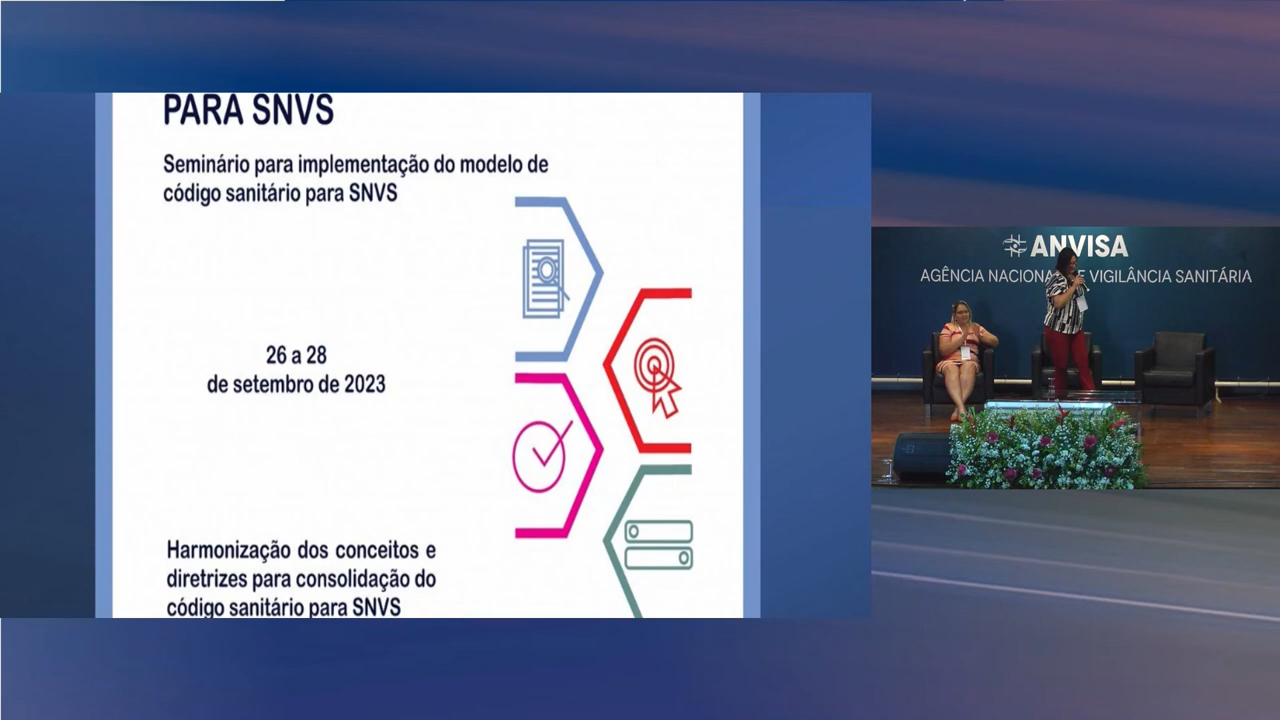 PARA SNVS
Seminário para implementação do modelo de
código sanitário para SNVS
26 a 28
de setembro de 2023
Harmonização dos conceitos e
diretrizes para consolidação do
código sanitário para SNVS
ANVISA
AGÊNCIA NACIONAL DE VIGILÂNCIA SANITÁRIA